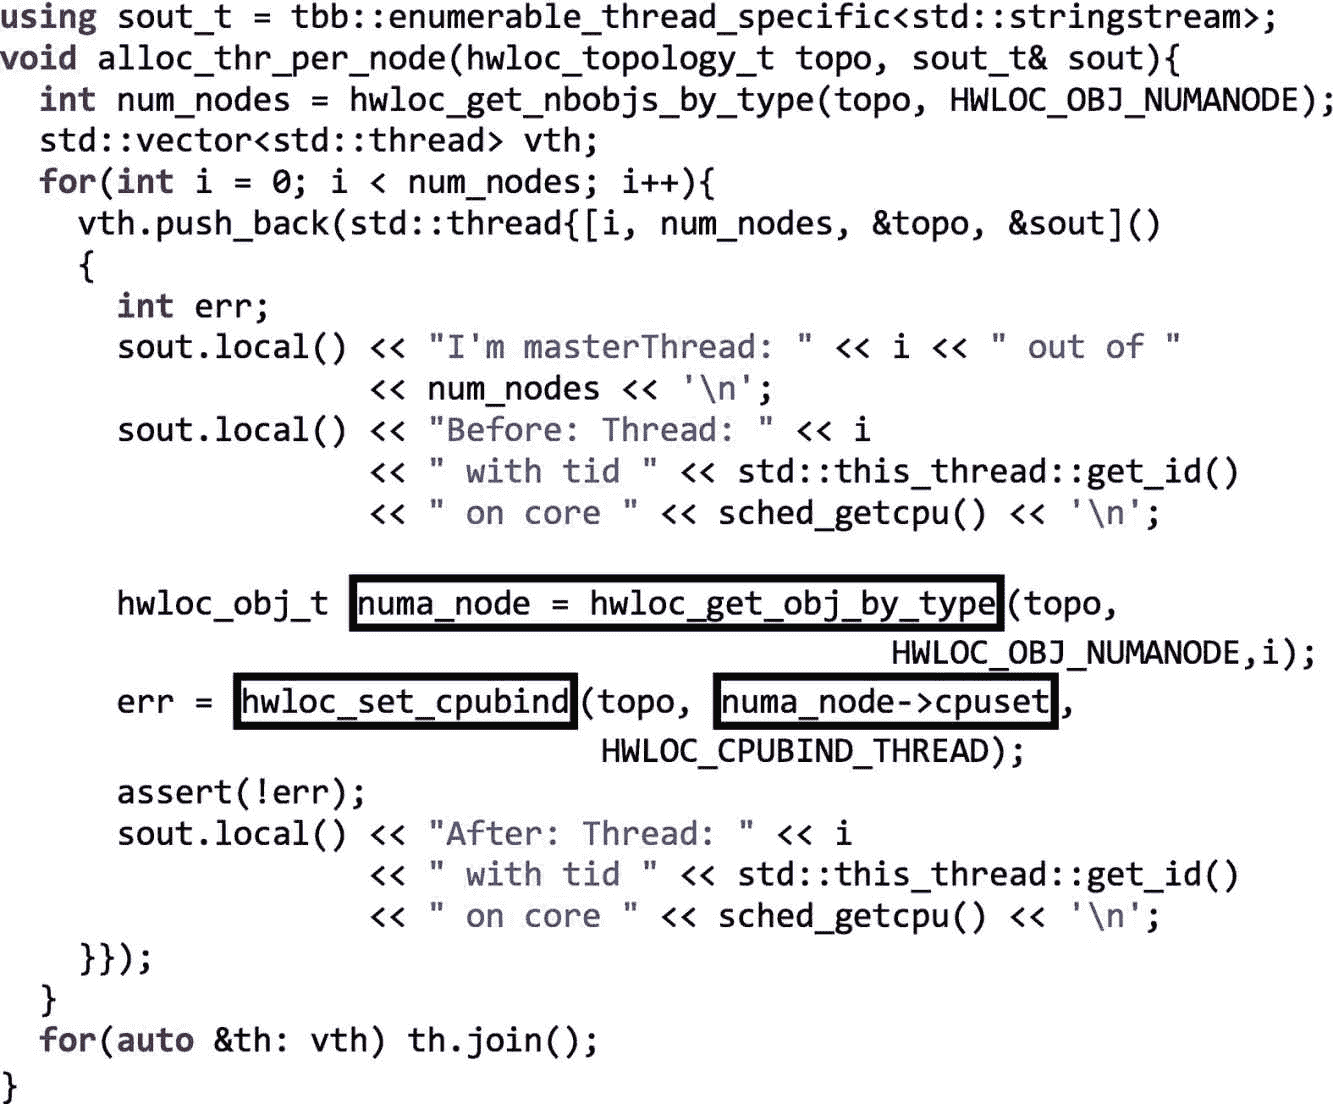 using sout_t = tbb::enumerable_thread_specific<std::stringstream>;
void alloc_thr_per_node(hwloc_topology_t topo, sout_t& sout){
  int num_nodes = hwloc_get_nbobjs_by_type(topo, HWLOC_OBJ_NUMANODE);
  std::vector<std::thread> vth;
  for(int i = 0; i < num_nodes; i++){
    vth.push_back(std::thread{[i, num_nodes, &topo, &sout]()
    {
      int err;
      sout.local() << "I'm masterThread: " << i << " out of "
                   << num_nodes << '\n';
      sout.local() << "Before: Thread: " << i
                   << " with tid " << std::this_thread::get_id()
                   << " on core " << sched_getcpu() << '\n';
      hwloc_obj_t numa_node = hwloc_get_obj_by_type(topo,
                                              HWLOC_OBJ_NUMANODE,i);
      err = hwloc_set_cpubind(topo, numa_node->cpuset,
                               HWLOC_CPUBIND_THREAD);
      assert(!err);
      sout.local() << "After: Thread: " << i
                   << " with tid " << std::this_thread::get_id()
                   << " on core " << sched_getcpu() << '\n';
    }});
  }
  for(auto &th: vth) th.join();
}